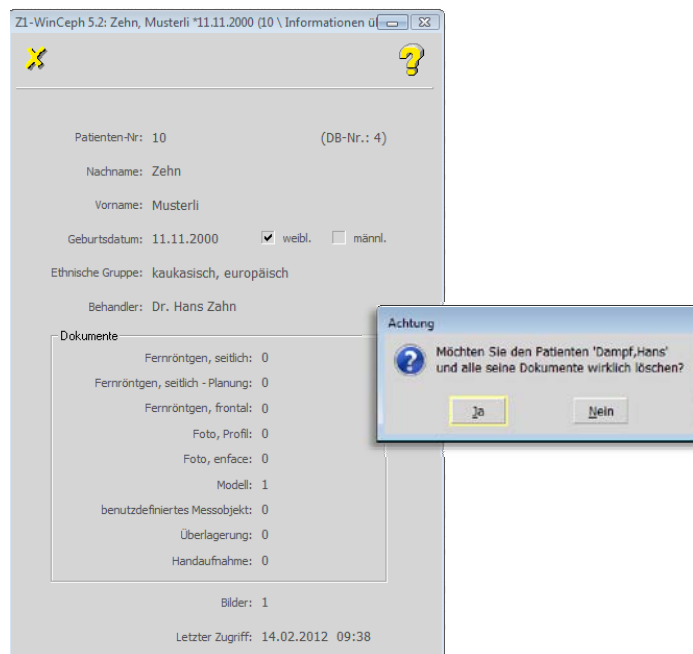 Z1-WinCeph 5.2: Zehn, Musterli *11.11.2000 (10 \ Informationen ül
Patienten-Nr: 10 (DB-Nr.: 4)
Nachname: Zehn
Vorname: Musterli
Geburtsdatum: 11.11.2000 weibl. männl.
Ethnische Gruppe: kaukasisch, europäisch
Behandler: Dr. Hans Zahn
Dokumente
Fernröntgen, seitlich: 0
Fernröntgen, seitlich - Planung: 0
Fernröntgen, frontal: 0
Foto, Profil: 0
Foto, enface: 0
Modell: 1
benutzdefiniertes Messobjekt: 0
Überlagerung: 0
Handaufnahme: 0
Bilder: 1
Letzter Zugriff: 14.02.2012 09:38
Achtung
Möchten Sie den Patienten 'Dampf,Hans'
und alle seine Dokumente wirklich löschen?
Ja Nein